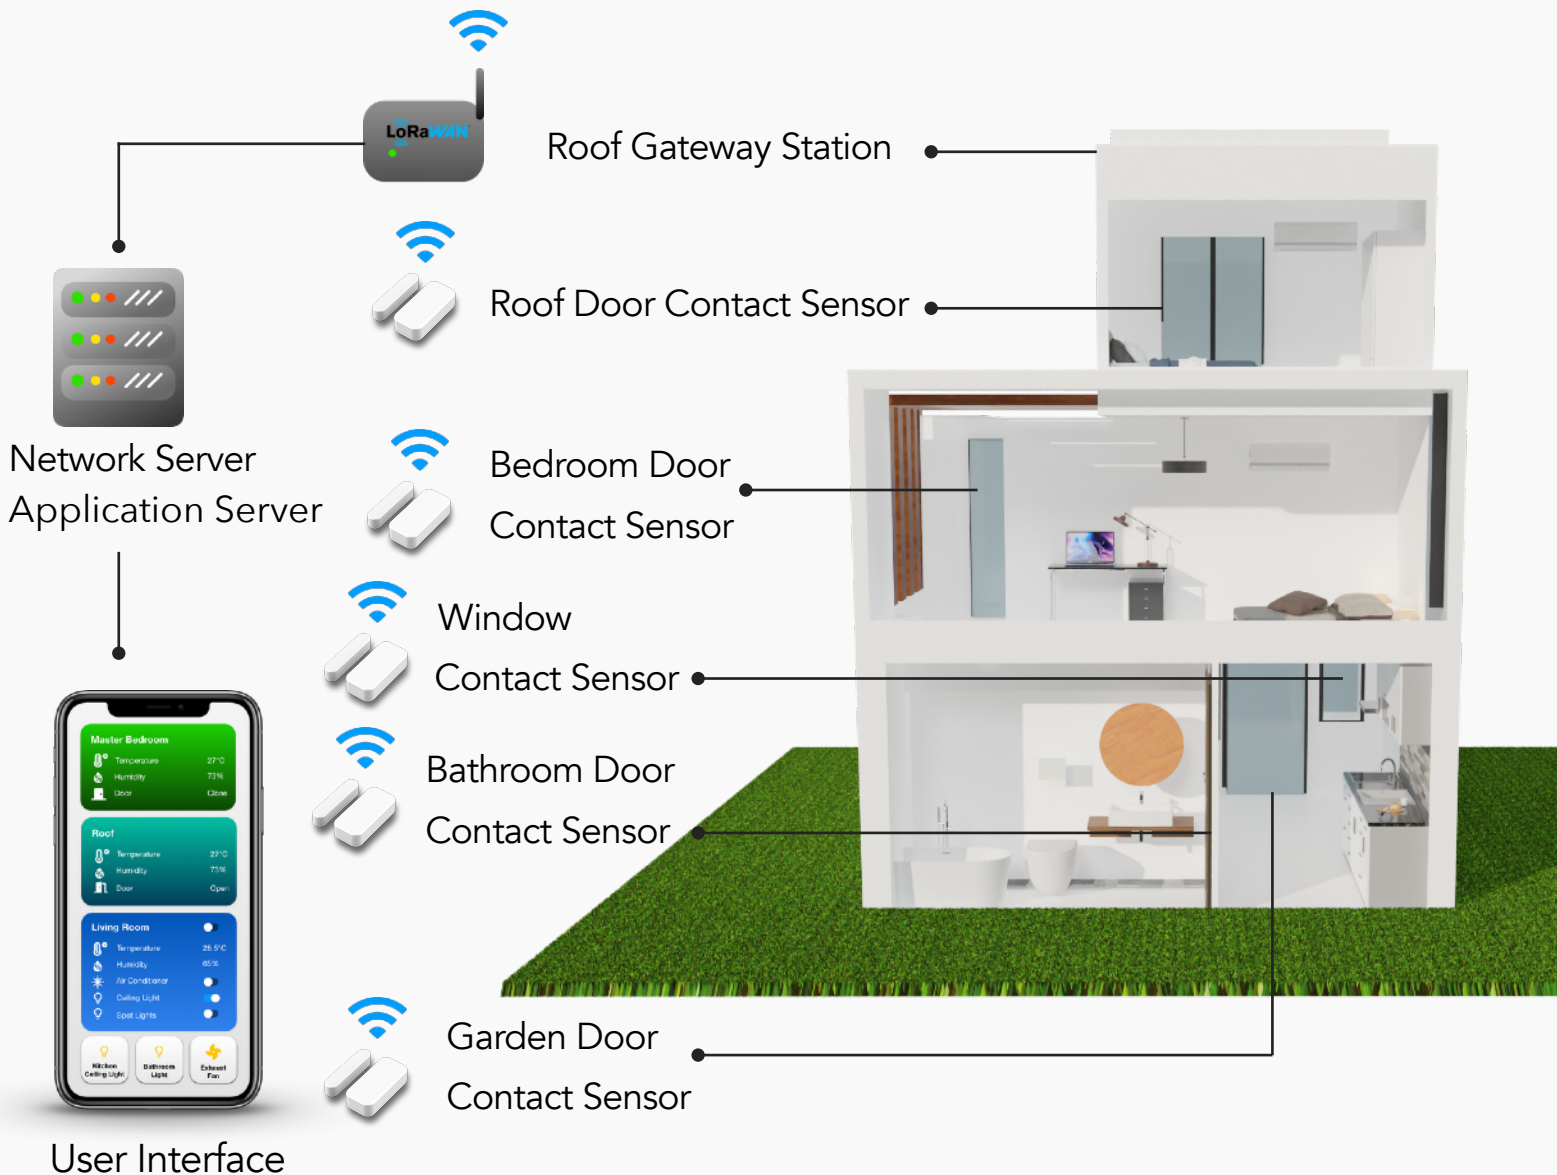 LoRaWAN
Roof Gateway Station
Roof Door Contact Sensor
Network Server
Application Server
Bedroom Door
Contact Sensor
Window
Contact Sensor
Bathroom Door
Contact Sensor
Garden Door
Contact Sensor
Master Bedroom
Temperature 27°C
Humidity 73%
Door Close
Roof
Temperature 27°C
Humidity 73%
Door Open
Living Room
Temperature 25.5°C
Humidity 65%
Air Conditioner
Ceiling Light
Spot Lights
Kitchen
Ceiling Light
Bathroom
Light
Exhaust
Fan
User Interface